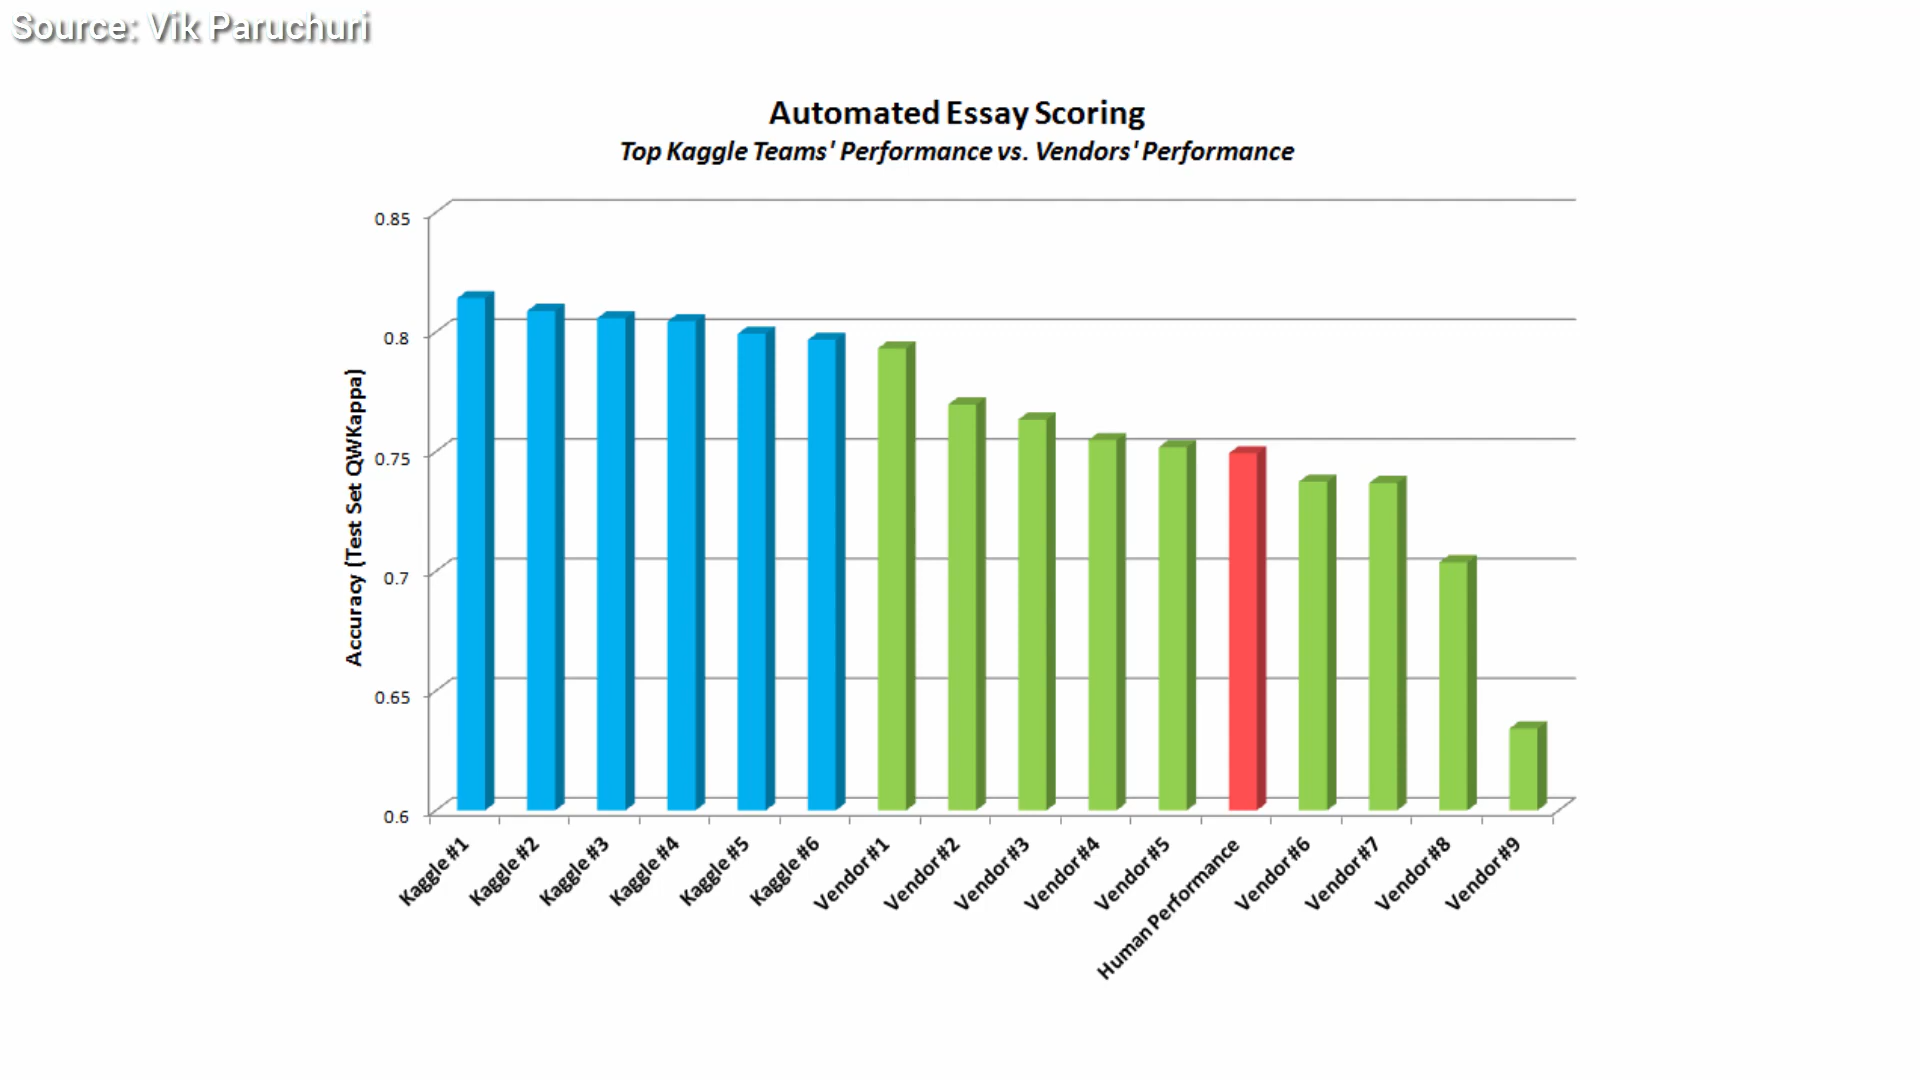 Source: Vik Paruchuri
Automated Essay Scoring
Top Kaggle Teams' Performance vs. Vendors' Performance
Accuracy (Test Set QWKappa)
0.85
0.8
0.75
0.7
0.65
0.6
Kaggle #1
Kaggle #2
Kaggle #3
Kaggle #4
Kaggle #5
Kaggle #6
Vendor #1
Vendor #2
Vendor #3
Vendor #4
Vendor #5
Human Performance
Vendor #6
Vendor #7
Vendor #8
Vendor #9